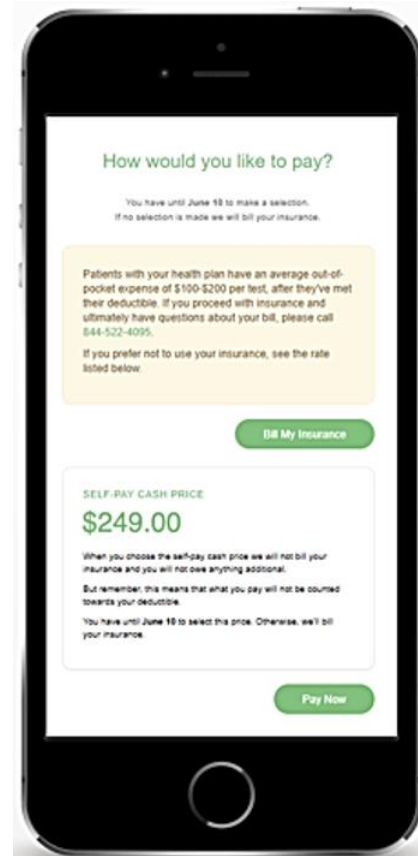 How would you like to pay?
You have until June 10 to make a selection.
If no selection is made we will bill your insurance.
Patients with your health plan have an average out-of-
pocket expense of $100-$200 per test, after they've met
their deductible. If you proceed with insurance and
ultimately have questions about your bill, please call
844-522-4095.
If you prefer not to use your insurance, see the rate
listed below.
Bill My Insurance
SELF-PAY CASH PRICE
$249.00
When you choose the self-pay cash price we will not bill your
insurance and you will not owe anything additional.
But remember, this means that what you pay will not be counted
towards your deductible.
You have until June 10 to select this price. Otherwise, we'll bill
your insurance.
Pay Now